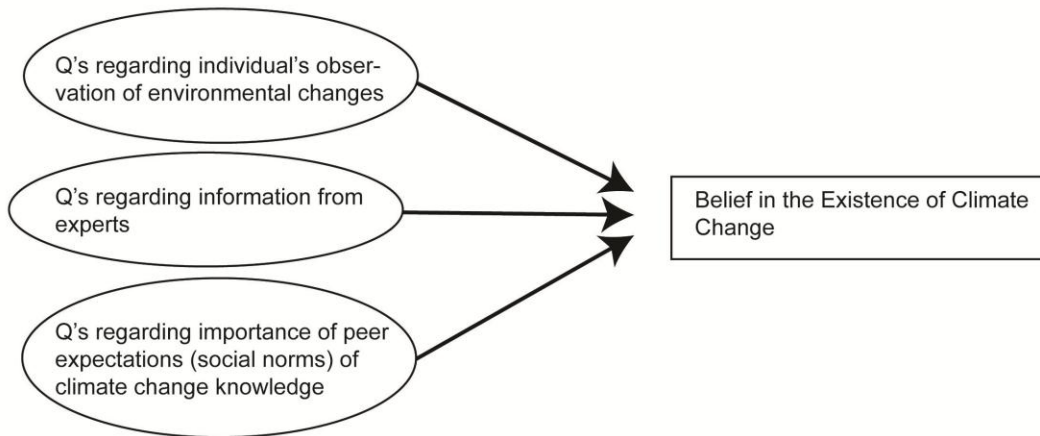 Q's regarding individual's obser-
vation of environmental changes
Q's regarding information from
experts
Q's regarding importance of peer
expectations (social norms) of
climate change knowledge
Belief in the Existence of Climate
Change